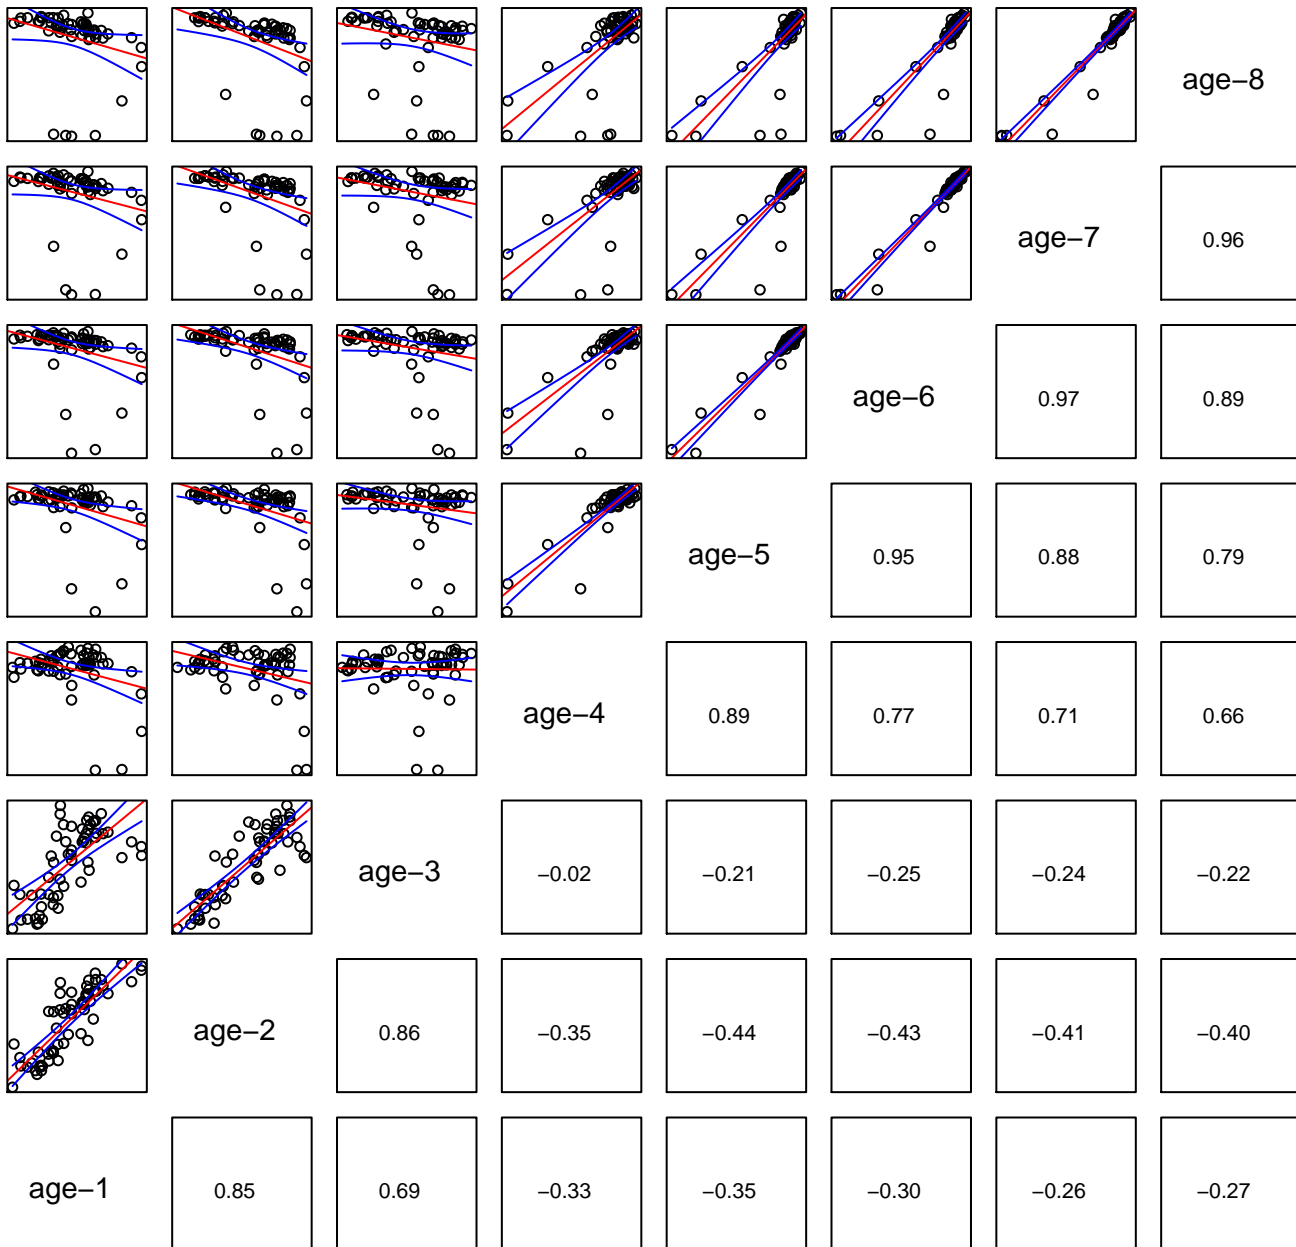 age−8
age−7 0.96
age−6 0.97 0.89
age−5 0.95 0.88 0.79
age−4 0.89 0.77 0.71 0.66
age−3 −0.02 −0.21 −0.25 −0.24 −0.22
age−2 0.86 −0.35 −0.44 −0.43 −0.41 −0.40
age−1 0.85 0.69 −0.33 −0.35 −0.30 −0.26 −0.27